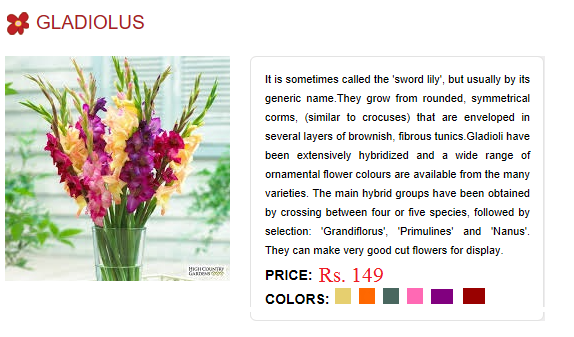 GLADIOLUS
It is sometimes called the 'sword lily', but usually by its
generic name.They grow from rounded, symmetrical
corms, (similar to crocuses) that are enveloped in
several layers of brownish, fibrous tunics.Gladioli have
been extensively hybridized and a wide range of
ornamental flower colours are available from the many
varieties. The main hybrid groups have been obtained
by crossing between four or five species, followed by
selection: 'Grandiflorus', 'Primulines' and 'Nanus'.
They can make very good cut flowers for display.
PRICE: Rs. 149
COLORS:
HIGH COUNTRY
GARDENS